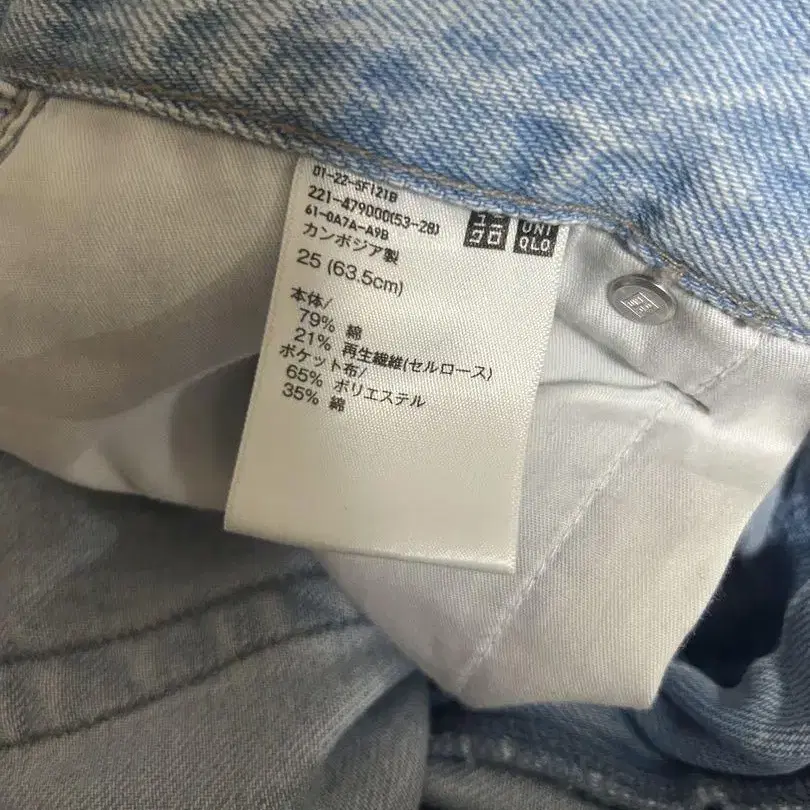 01-22-SF121B
221-479000(53-28)
61-0A7A-A9B
カンボジア製
25 (63.5cm)
ユニ
クロ
UNI
QLO
本体/
79% 綿
21% 再生繊維(セルロース)
ポケット布/
65% ポリエステル
35% 綿